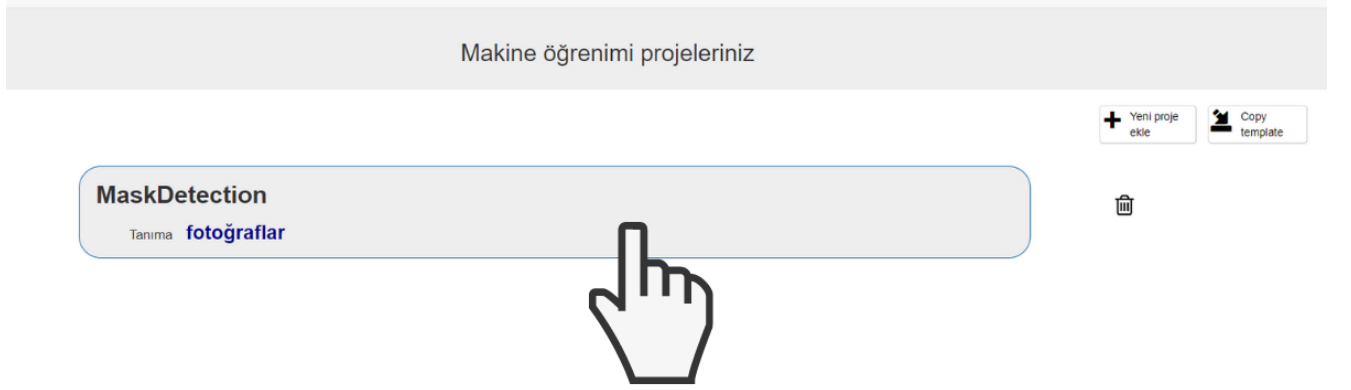 Makine öğrenimi projeleriniz
Yeni proje
ekle
Copy
template
MaskDetection
Tanıma fotoğraflar